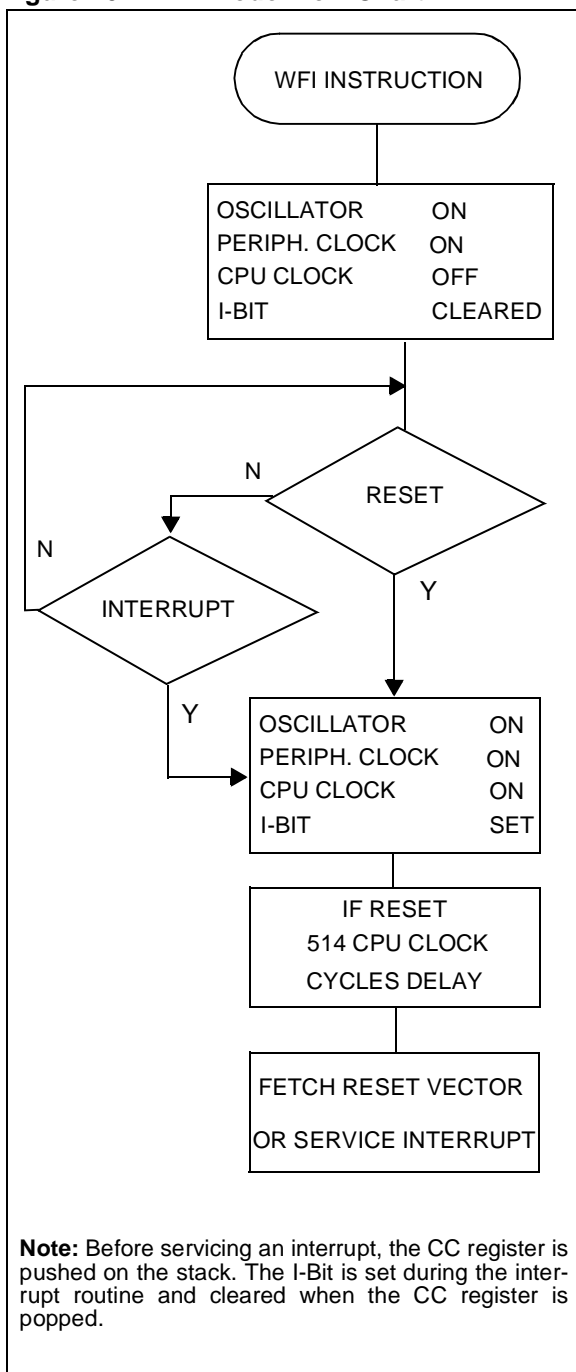 WFI INSTRUCTION
OSCILLATOR ON
PERIPH. CLOCK ON
CPU CLOCK OFF
I-BIT CLEARED
RESET
N
Y
INTERRUPT
N
Y
OSCILLATOR ON
PERIPH. CLOCK ON
CPU CLOCK ON
I-BIT SET
IF RESET
514 CPU CLOCK
CYCLES DELAY
FETCH RESET VECTOR
OR SERVICE INTERRUPT
Note: Before servicing an interrupt, the CC register is
pushed on the stack. The I-Bit is set during the inter-
rupt routine and cleared when the CC register is
popped.